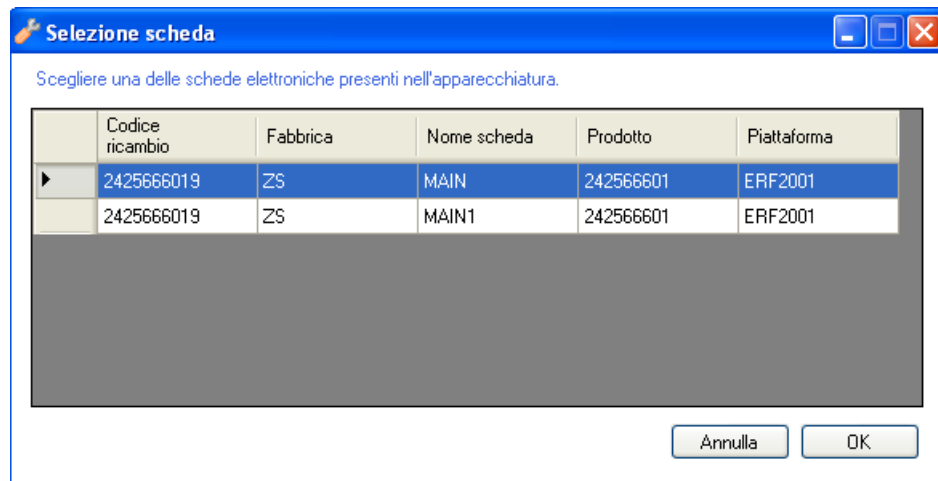 Selezione scheda
Scegliere una delle schede elettroniche presenti nell'apparecchiatura.
Codice ricambio Fabbrica Nome scheda Prodotto Piattaforma
2425666019 ZS MAIN 242566601 ERF2001
2425666019 ZS MAIN1 242566601 ERF2001
Annulla OK